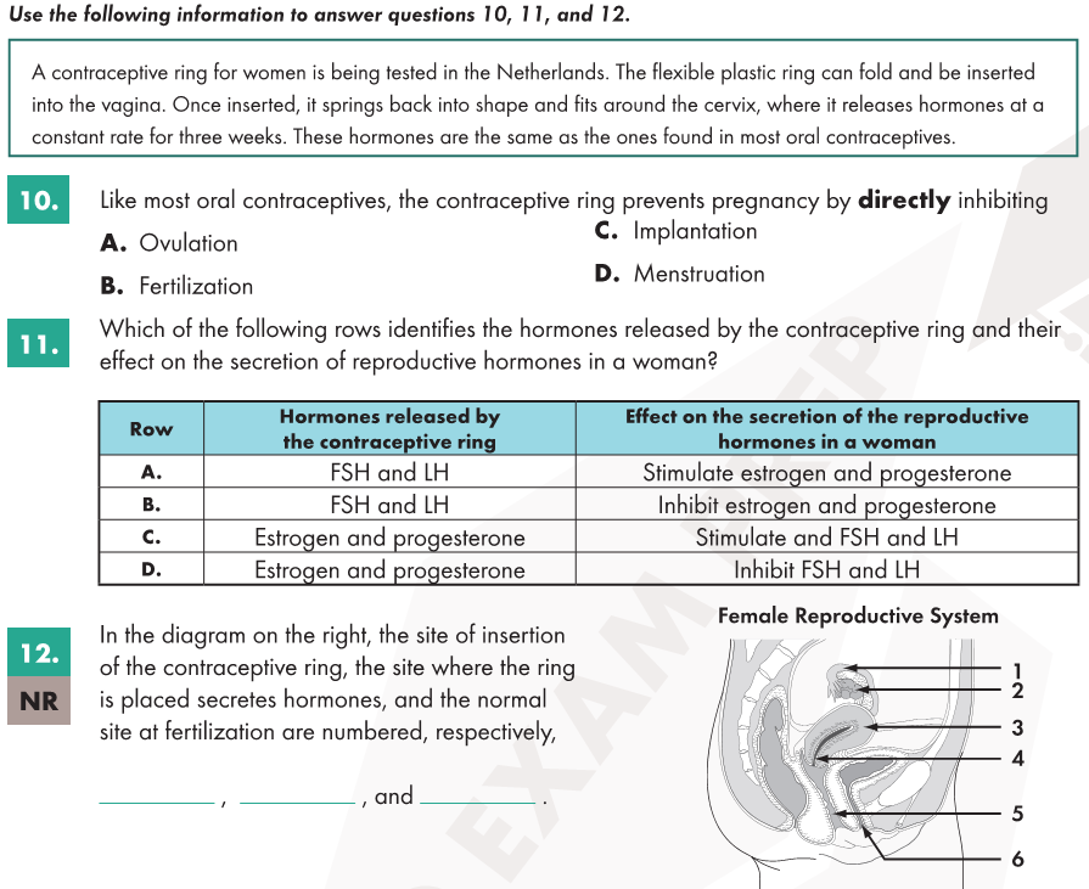 Use the following information to answer questions 10, 11, and 12.
A contraceptive ring for women is being tested in the Netherlands. The flexible plastic ring can fold and be inserted
into the vagina. Once inserted, it springs back into shape and fits around the cervix, where it releases hormones at a
constant rate for three weeks. These hormones are the same as the ones found in most oral contraceptives.
10. Like most oral contraceptives, the contraceptive ring prevents pregnancy by directly inhibiting
A. Ovulation
B. Fertilization
C. Implantation
D. Menstruation
11. Which of the following rows identifies the hormones released by the contraceptive ring and their
effect on the secretion of reproductive hormones in a woman?
Row Hormones released by the contraceptive ring Effect on the secretion of the reproductive hormones in a woman
A. FSH and LH Stimulate estrogen and progesterone
B. FSH and LH Inhibit estrogen and progesterone
C. Estrogen and progesterone Stimulate and FSH and LH
D. Estrogen and progesterone Inhibit FSH and LH
12. NR
In the diagram on the right, the site of insertion
of the contraceptive ring, the site where the ring
is placed secretes hormones, and the normal
site at fertilization are numbered, respectively,
, , and .
Female Reproductive System
1
2
3
4
5
6
EXAM PREP